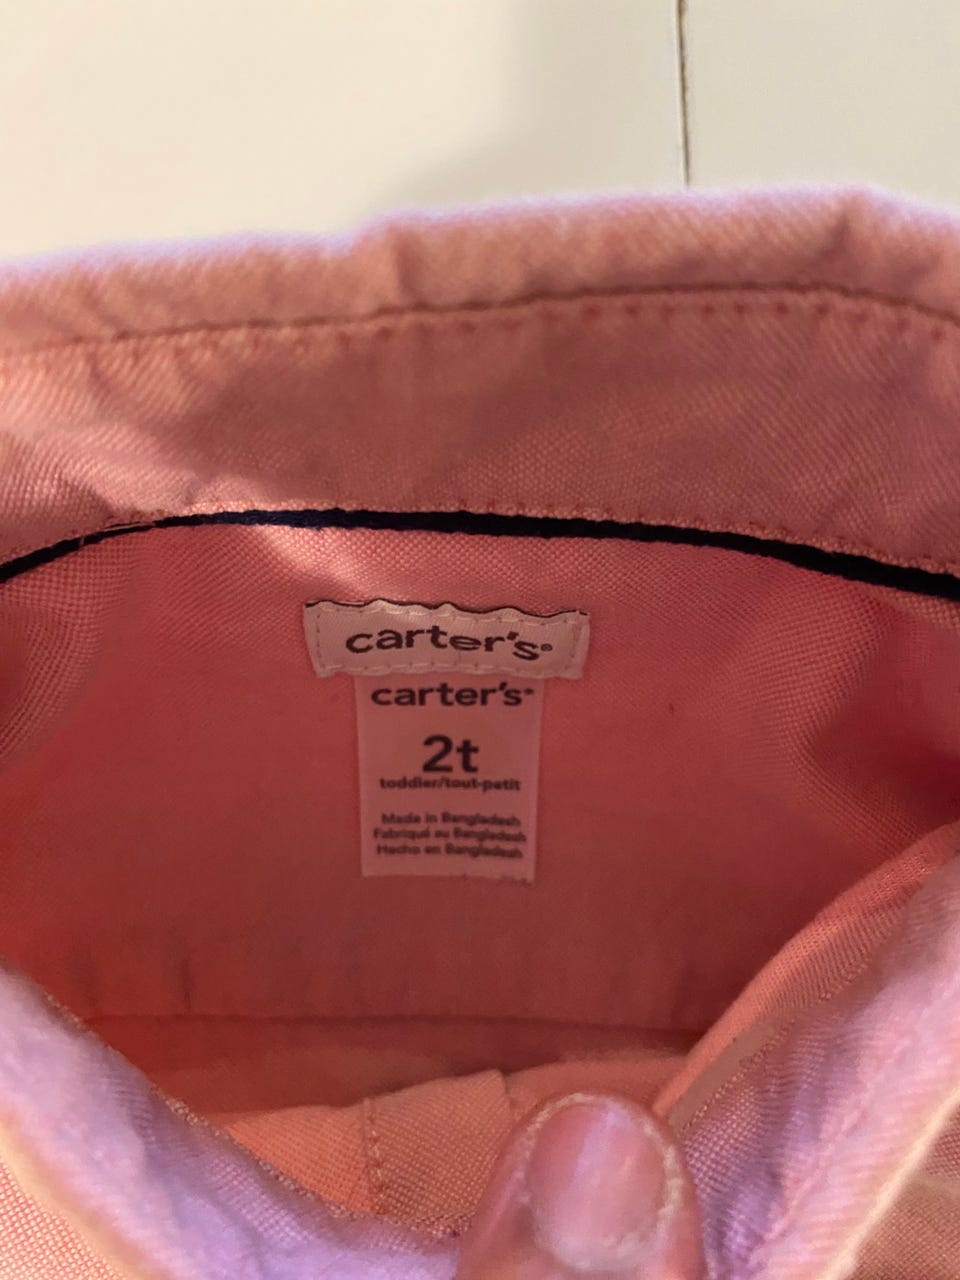 carter's®
carter's®
2t
toddler/tout-petit
Made in Bangladesh
Fabriqué au Bangladesh
Hecho en Bangladesh